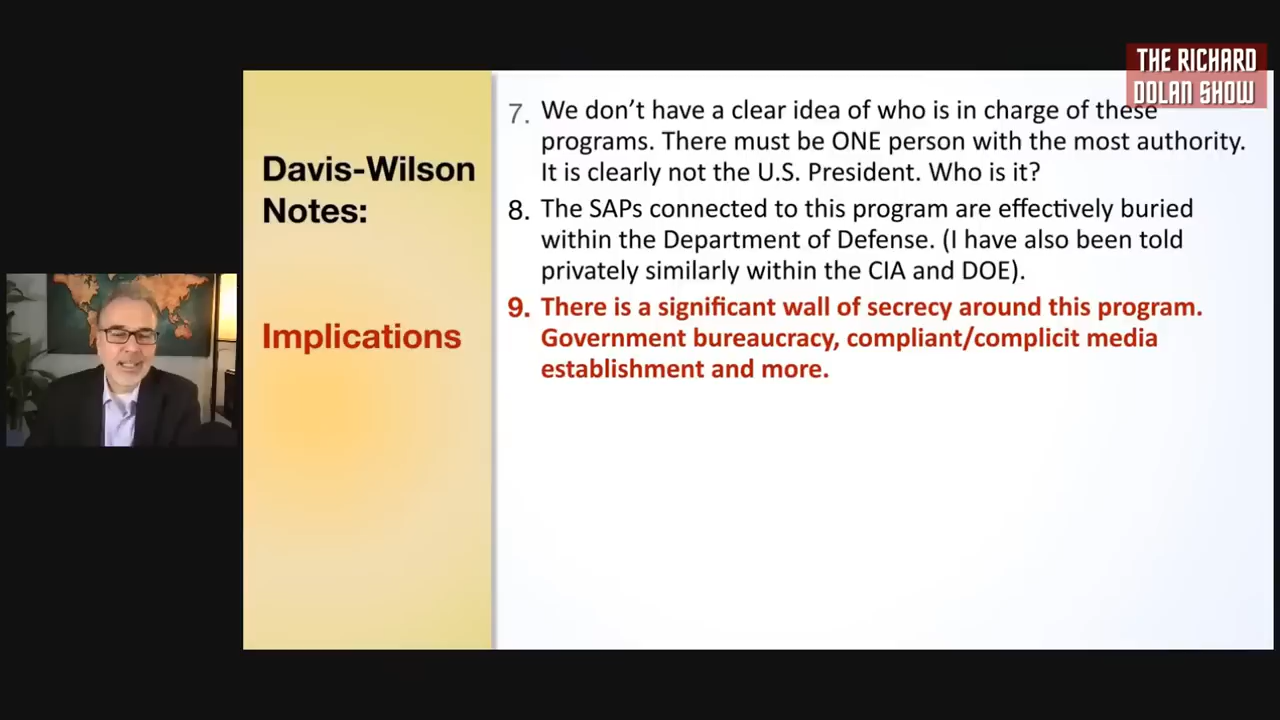 THE RICHARD
DOLAN SHOW
Davis-Wilson
Notes:
Implications
7. We don’t have a clear idea of who is in charge of these
programs. There must be ONE person with the most authority.
It is clearly not the U.S. President. Who is it?
8. The SAPs connected to this program are effectively buried
within the Department of Defense. (I have also been told
privately similarly within the CIA and DOE).
9. There is a significant wall of secrecy around this program.
Government bureaucracy, compliant/complicit media
establishment and more.